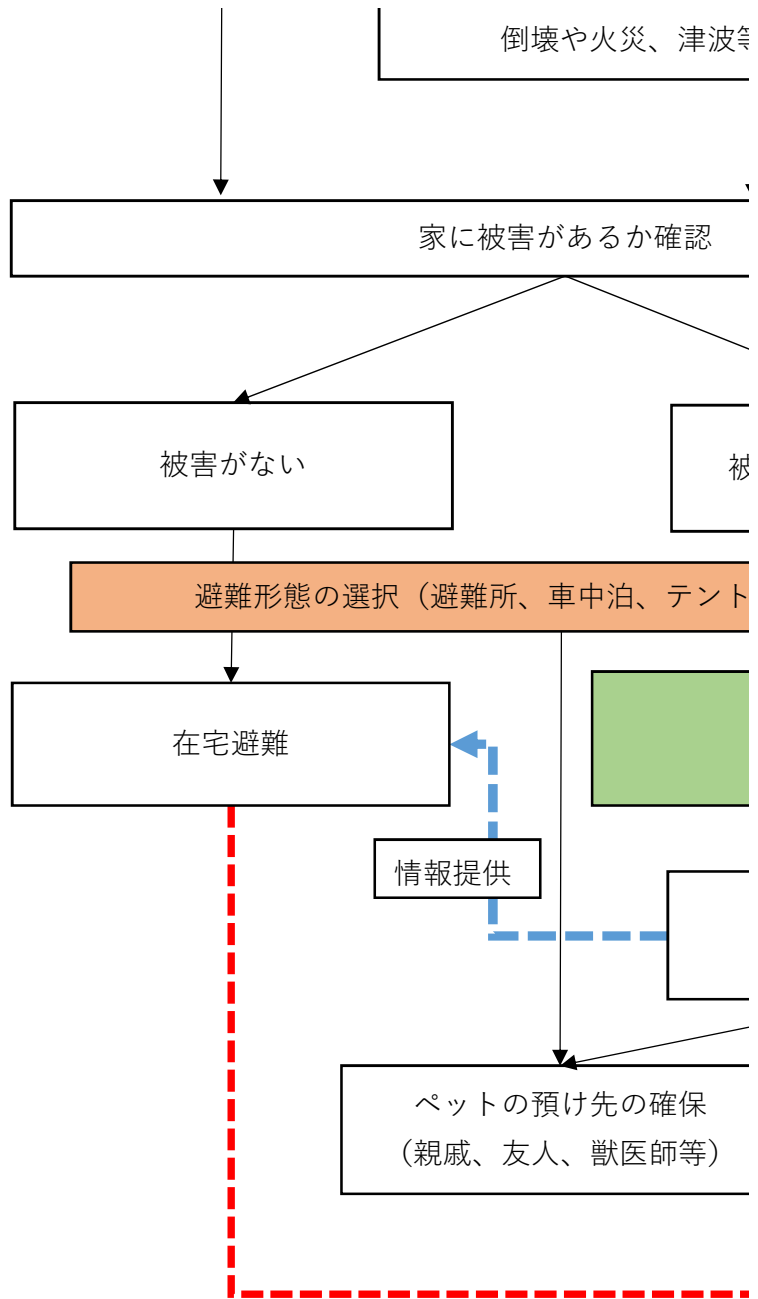 倒壊や火災、津波等
家に被害があるか確認
被害がない
被
避難形態の選択（避難所、車中泊、テント
在宅避難
情報提供
ペットの預け先の確保
（親戚、友人、獣医師等）